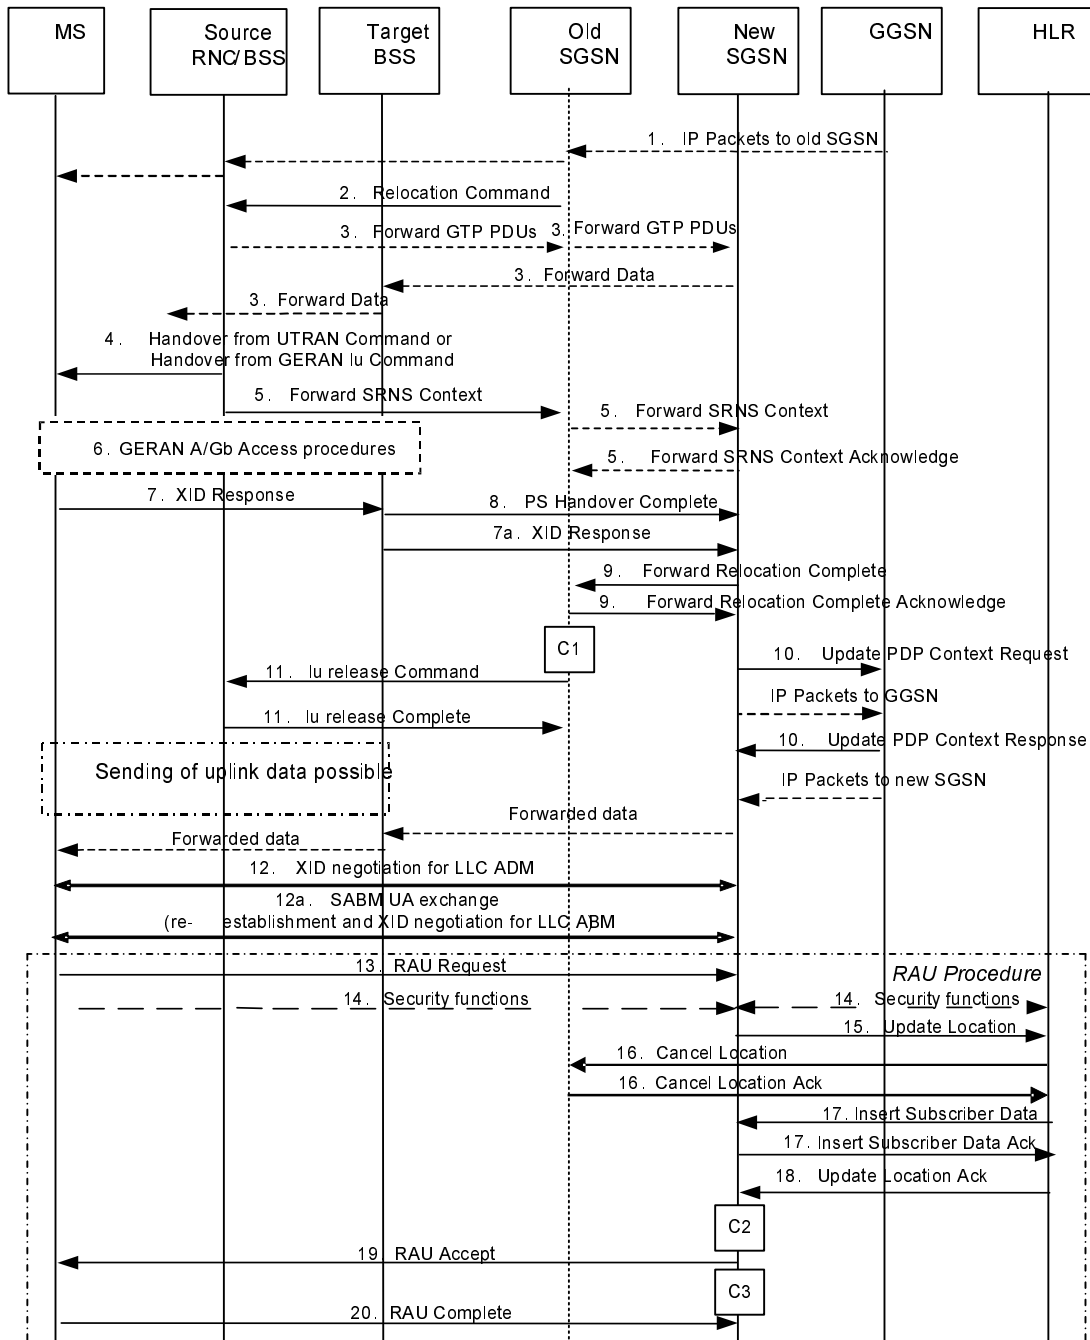 MS
Source
RNC/BSS
Target
BSS
Old
SGSN
New
SGSN
GGSN
HLR
1. IP Packets to old SGSN
2. Relocation Command
3. Forward GTP PDUs
3. Forward GTP PDUs
3. Forward Data
3. Forward Data
4. Handover from UTRAN Command or
Handover from GERAN Iu Command
5. Forward SRNS Context
5. Forward SRNS Context
6. GERAN A/Gb Access procedures
5. Forward SRNS Context Acknowledge
7. XID Response
8. PS Handover Complete
7a. XID Response
9. Forward Relocation Complete
9. Forward Relocation Complete Acknowledge
C1
10. Update PDP Context Request
11. Iu release Command
IP Packets to GGSN
11. Iu release Complete
10. Update PDP Context Response
Sending of uplink data possible
IP Packets to new SGSN
Forwarded data
Forwarded data
12. XID negotiation for LLC ADM
12a. SABM UA exchange
(re- establishment and XID negotiation for LLC ABM)
13. RAU Request
RAU Procedure
14. Security functions
14. Security functions
15. Update Location
16. Cancel Location
16. Cancel Location Ack
17. Insert Subscriber Data
17. Insert Subscriber Data Ack
18. Update Location Ack
C2
19. RAU Accept
C3
20. RAU Complete